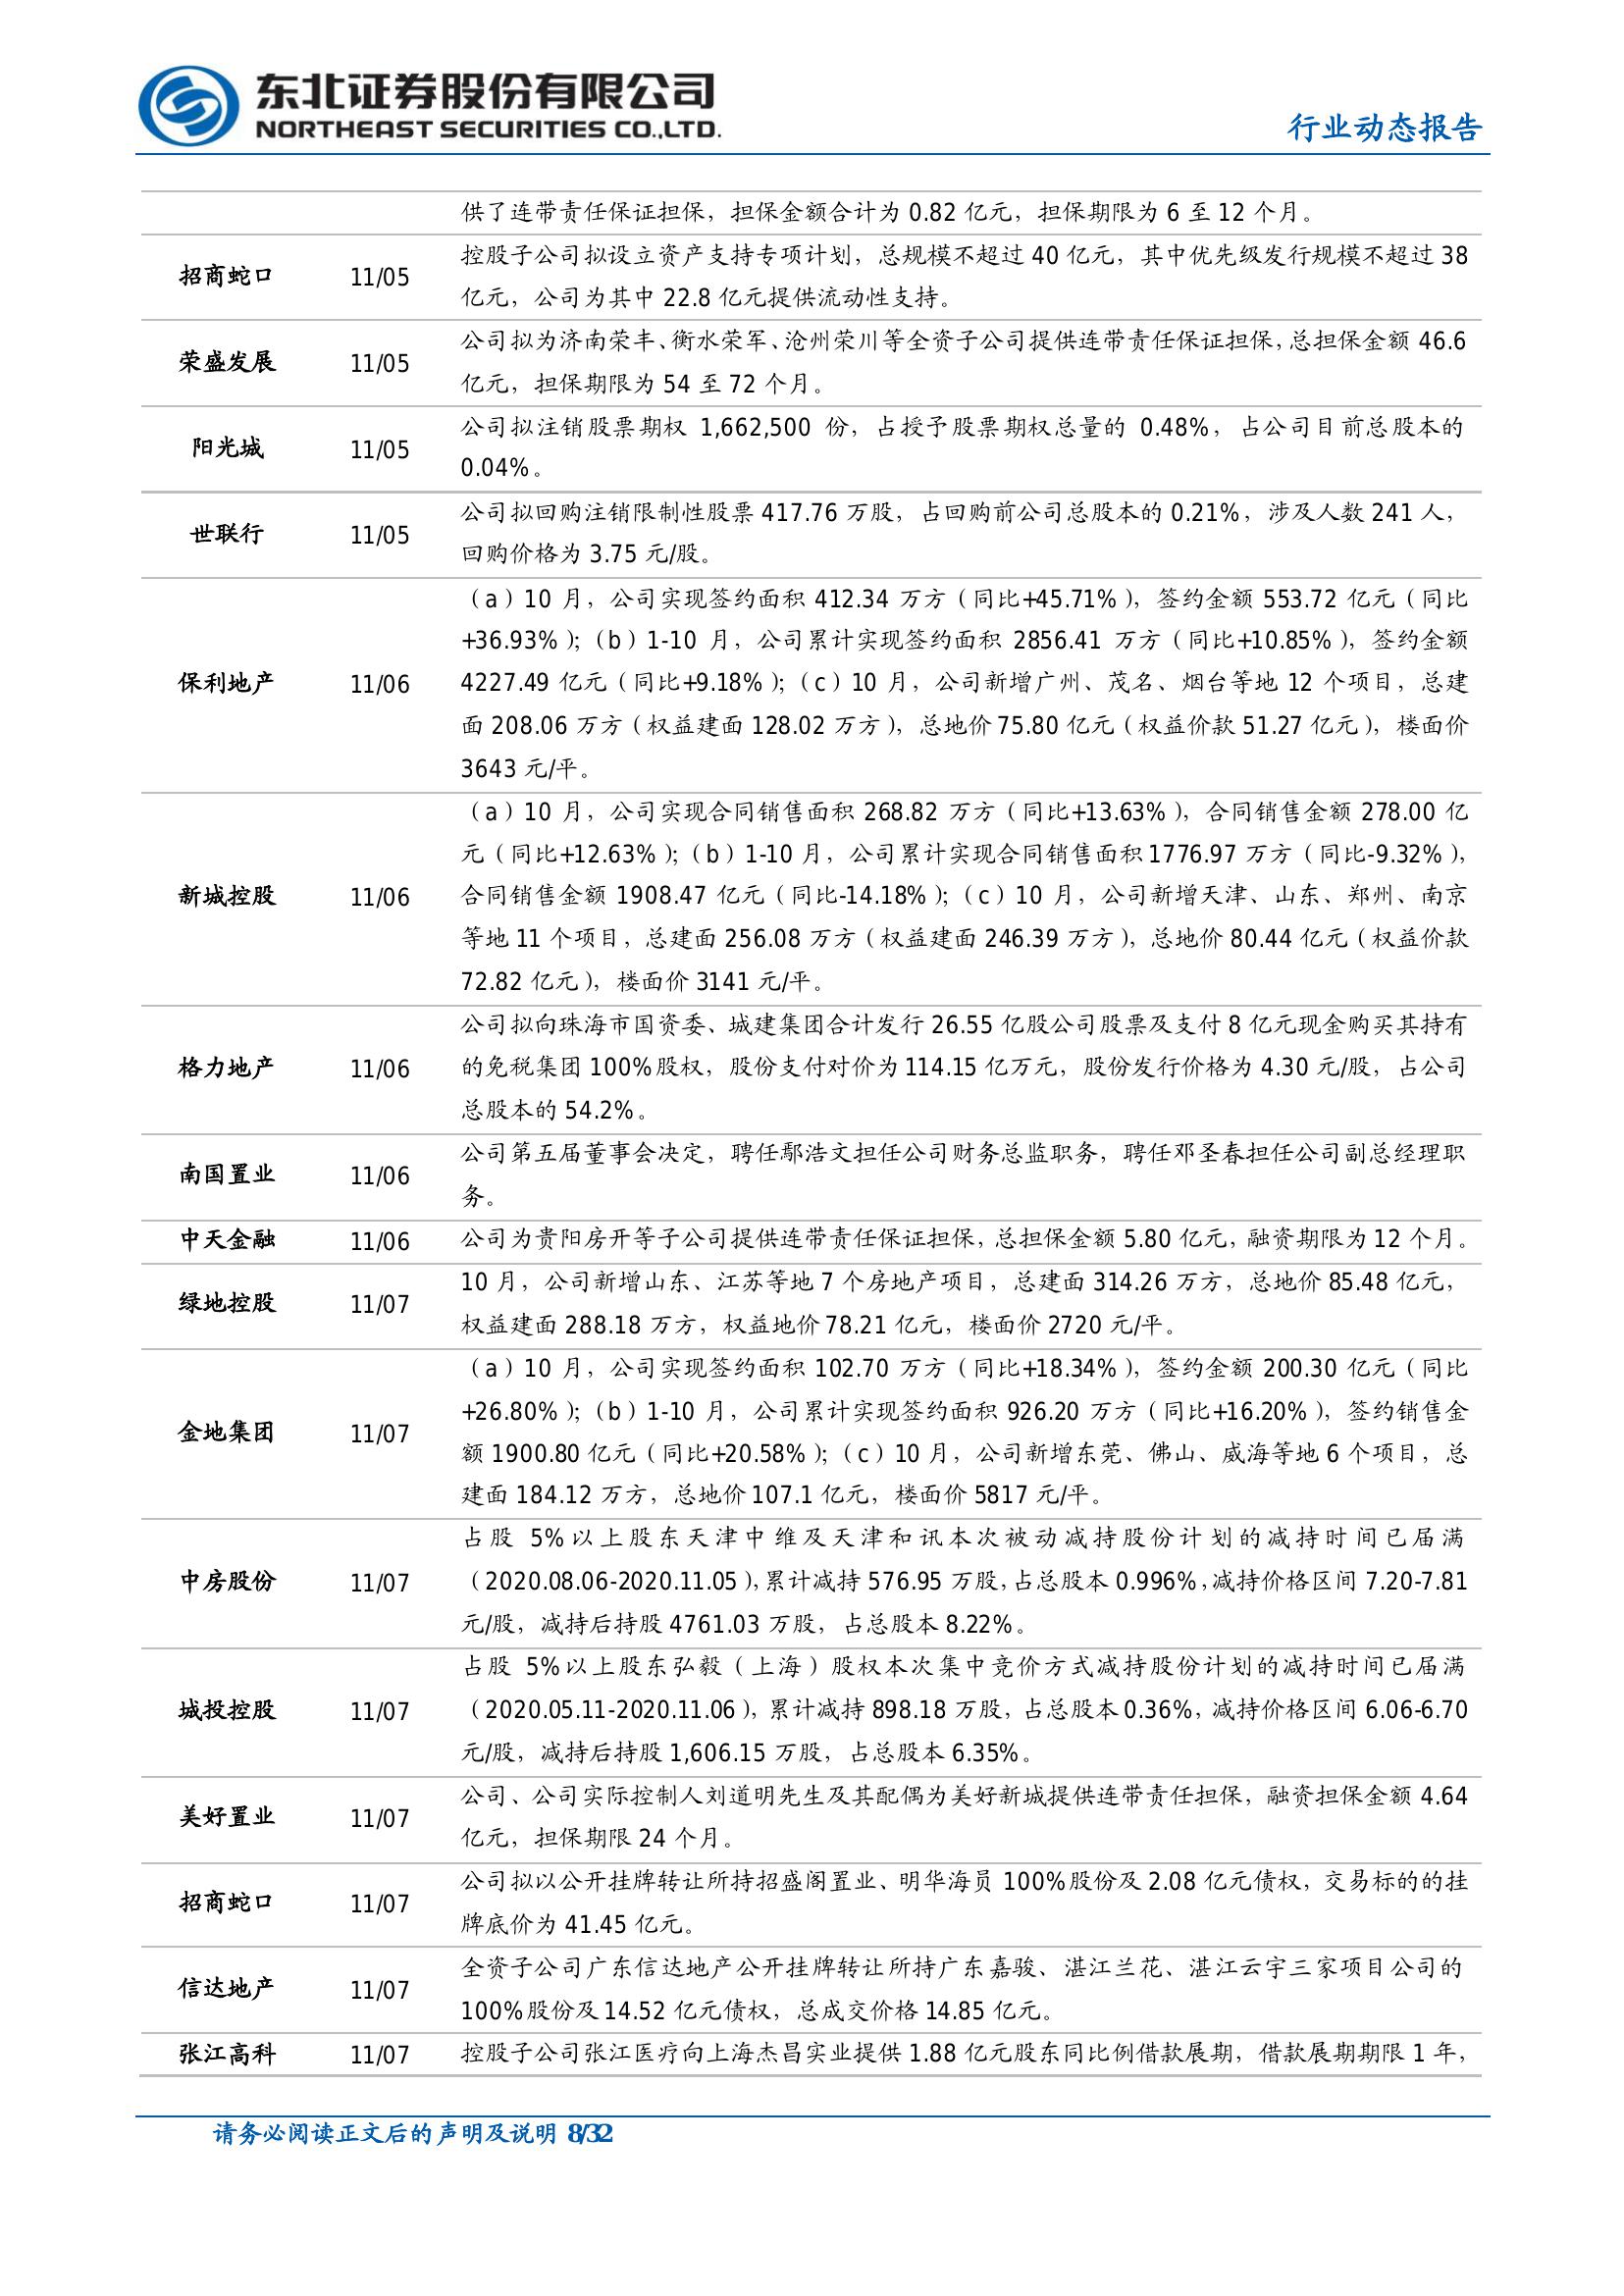 东北证券股份有限公司
NORTHEAST SECURITIES CO.,LTD.
行业动态报告
供了连带责任保证担保，担保金额合计为 0.82 亿元，担保期限为 6 至 12 个月。
招商蛇口 11/05 控股子公司拟设立资产支持专项计划，总规模不超过 40 亿元，其中优先级发行规模不超过 38
亿元，公司为其中 22.8 亿元提供流动性支持。
荣盛发展 11/05 公司拟为济南荣丰、衡水荣军、沧州荣川等全资子公司提供连带责任保证担保，总担保金额 46.6
亿元，担保期限为 54 至 72 个月。
阳光城 11/05 公司拟注销股票期权 1,662,500 份，占授予股票期权总量的 0.48%，占公司目前总股本的
0.04%。
世联行 11/05 公司拟回购注销限制性股票 417.76 万股，占回购前公司总股本的 0.21%，涉及人数 241 人，
回购价格为 3.75 元/股。
保利地产 11/06 （a）10 月，公司实现签约面积 412.34 万方（同比+45.71%），签约金额 553.72 亿元（同比
+36.93%）；（b）1-10 月，公司累计实现签约面积 2856.41 万方（同比+10.85%），签约金额
4227.49 亿元（同比+9.18%）；（c）10 月，公司新增广州、茂名、烟台等地 12 个项目，总建
面 208.06 万方（权益建面 128.02 万方），总地价 75.80 亿元（权益价款 51.27 亿元），楼面价
3643 元/平。
新城控股 11/06 （a）10 月，公司实现合同销售面积 268.82 万方（同比+13.63%），合同销售金额 278.00 亿
元（同比+12.63%）；（b）1-10 月，公司累计实现合同销售面积 1776.97 万方（同比-9.32%），
合同销售金额 1908.47 亿元（同比-14.18%）；（c）10 月，公司新增天津、山东、郑州、南京
等地 11 个项目，总建面 256.08 万方（权益建面 246.39 万方），总地价 80.44 亿元（权益价款
72.82 亿元），楼面价 3141 元/平。
格力地产 11/06 公司拟向珠海市国资委、城建集团合计发行 26.55 亿股公司股票及支付 8 亿元现金购买其持有
的免税集团 100%股权，股份支付对价为 114.15 亿万元，股份发行价格为 4.30 元/股，占公司
总股本的 54.2%。
南国置业 11/06 公司第五届董事会决定，聘任鄢浩文担任公司财务总监职务，聘任邓圣春担任公司副总经理职
务。
中天金融 11/06 公司为贵阳房开等子公司提供连带责任保证担保，总担保金额 5.80 亿元，融资期限为 12 个月。
绿地控股 11/07 10 月，公司新增山东、江苏等地 7 个房地产项目，总建面 314.26 万方，总地价 85.48 亿元，
权益建面 288.18 万方，权益地价 78.21 亿元，楼面价 2720 元/平。
金地集团 11/07 （a）10 月，公司实现签约面积 102.70 万方（同比+18.34%），签约金额 200.30 亿元（同比
+26.80%）；（b）1-10 月，公司累计实现签约面积 926.20 万方（同比+16.20%），签约销售金
额 1900.80 亿元（同比+20.58%）；（c）10 月，公司新增东莞、佛山、威海等地 6 个项目，总
建面 184.12 万方，总地价 107.1 亿元，楼面价 5817 元/平。
中房股份 11/07 占股 5%以上股东天津中维及天津和讯本次被动减持股份计划的减持时间已届满
（2020.08.06-2020.11.05），累计减持 576.95 万股，占总股本 0.996%，减持价格区间 7.20-7.81
元/股，减持后持股 4761.03 万股，占总股本 8.22%。
城投控股 11/07 占股 5%以上股东弘毅（上海）股权本次集中竞价方式减持股份计划的减持时间已届满
（2020.05.11-2020.11.06），累计减持 898.18 万股，占总股本 0.36%，减持价格区间 6.06-6.70
元/股，减持后持股 1,606.15 万股，占总股本 6.35%。
美好置业 11/07 公司、公司实际控制人刘道明先生及其配偶为美好新城提供连带责任担保，融资担保金额 4.64
亿元，担保期限 24 个月。
招商蛇口 11/07 公司拟以公开挂牌转让所持招盛阁置业、明华海员 100%股份及 2.08 亿元债权，交易标的的挂
牌底价为 41.45 亿元。
信达地产 11/07 全资子公司广东信达地产公开挂牌转让所持广东嘉骏、湛江兰花、湛江云宇三家项目公司的
100%股份及 14.52 亿元债权，总成交价格 14.85 亿元。
张江高科 11/07 控股子公司张江医疗向上海杰昌实业提供 1.88 亿元股东同比例借款展期，借款展期期限 1 年，
请务必阅读正文后的声明及说明 8/32